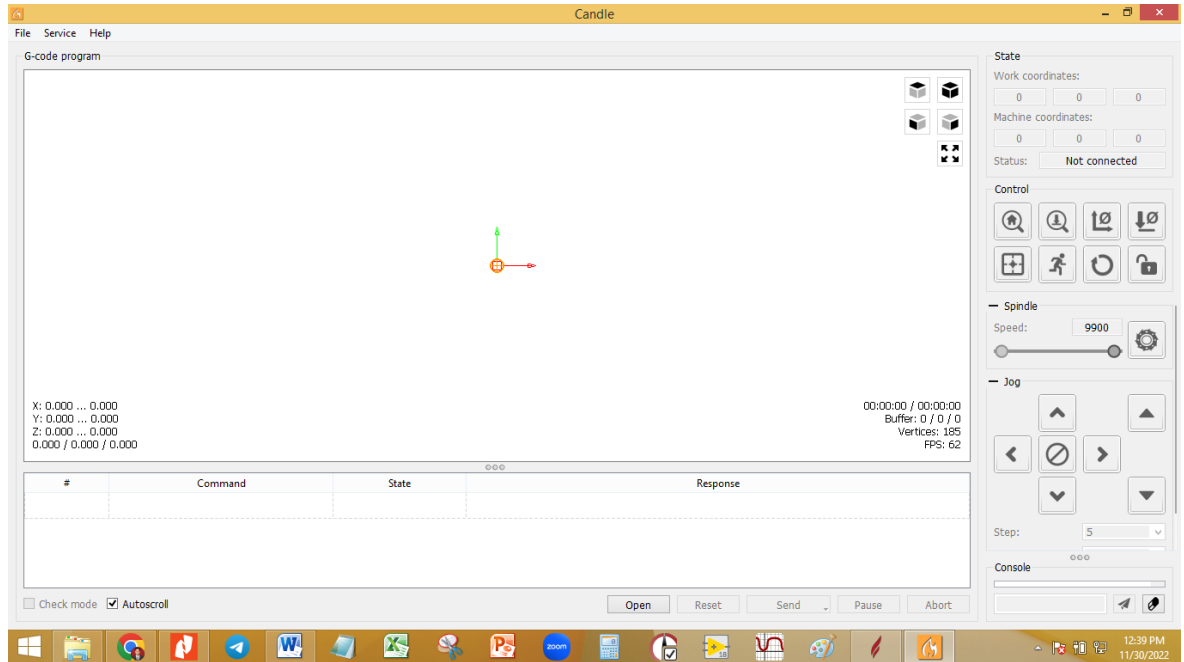 Candle
File Service Help
G-code program
X: 0.000 ... 0.000
Y: 0.000 ... 0.000
Z: 0.000 ... 0.000
0.000 / 0.000 / 0.000
00:00:00 / 00:00:00
Buffer: 0 / 0 / 0
Vertices: 185
FPS: 62
# Command State Response
Check mode Autoscroll Open Reset Send Pause Abort
State
Work coordinates:
0 0 0
Machine coordinates:
0 0 0
Status: Not connected
Control
Spindle
Speed: 9900
Jog
Step: 5
Console
zoom
12:39 PM
11/30/2022